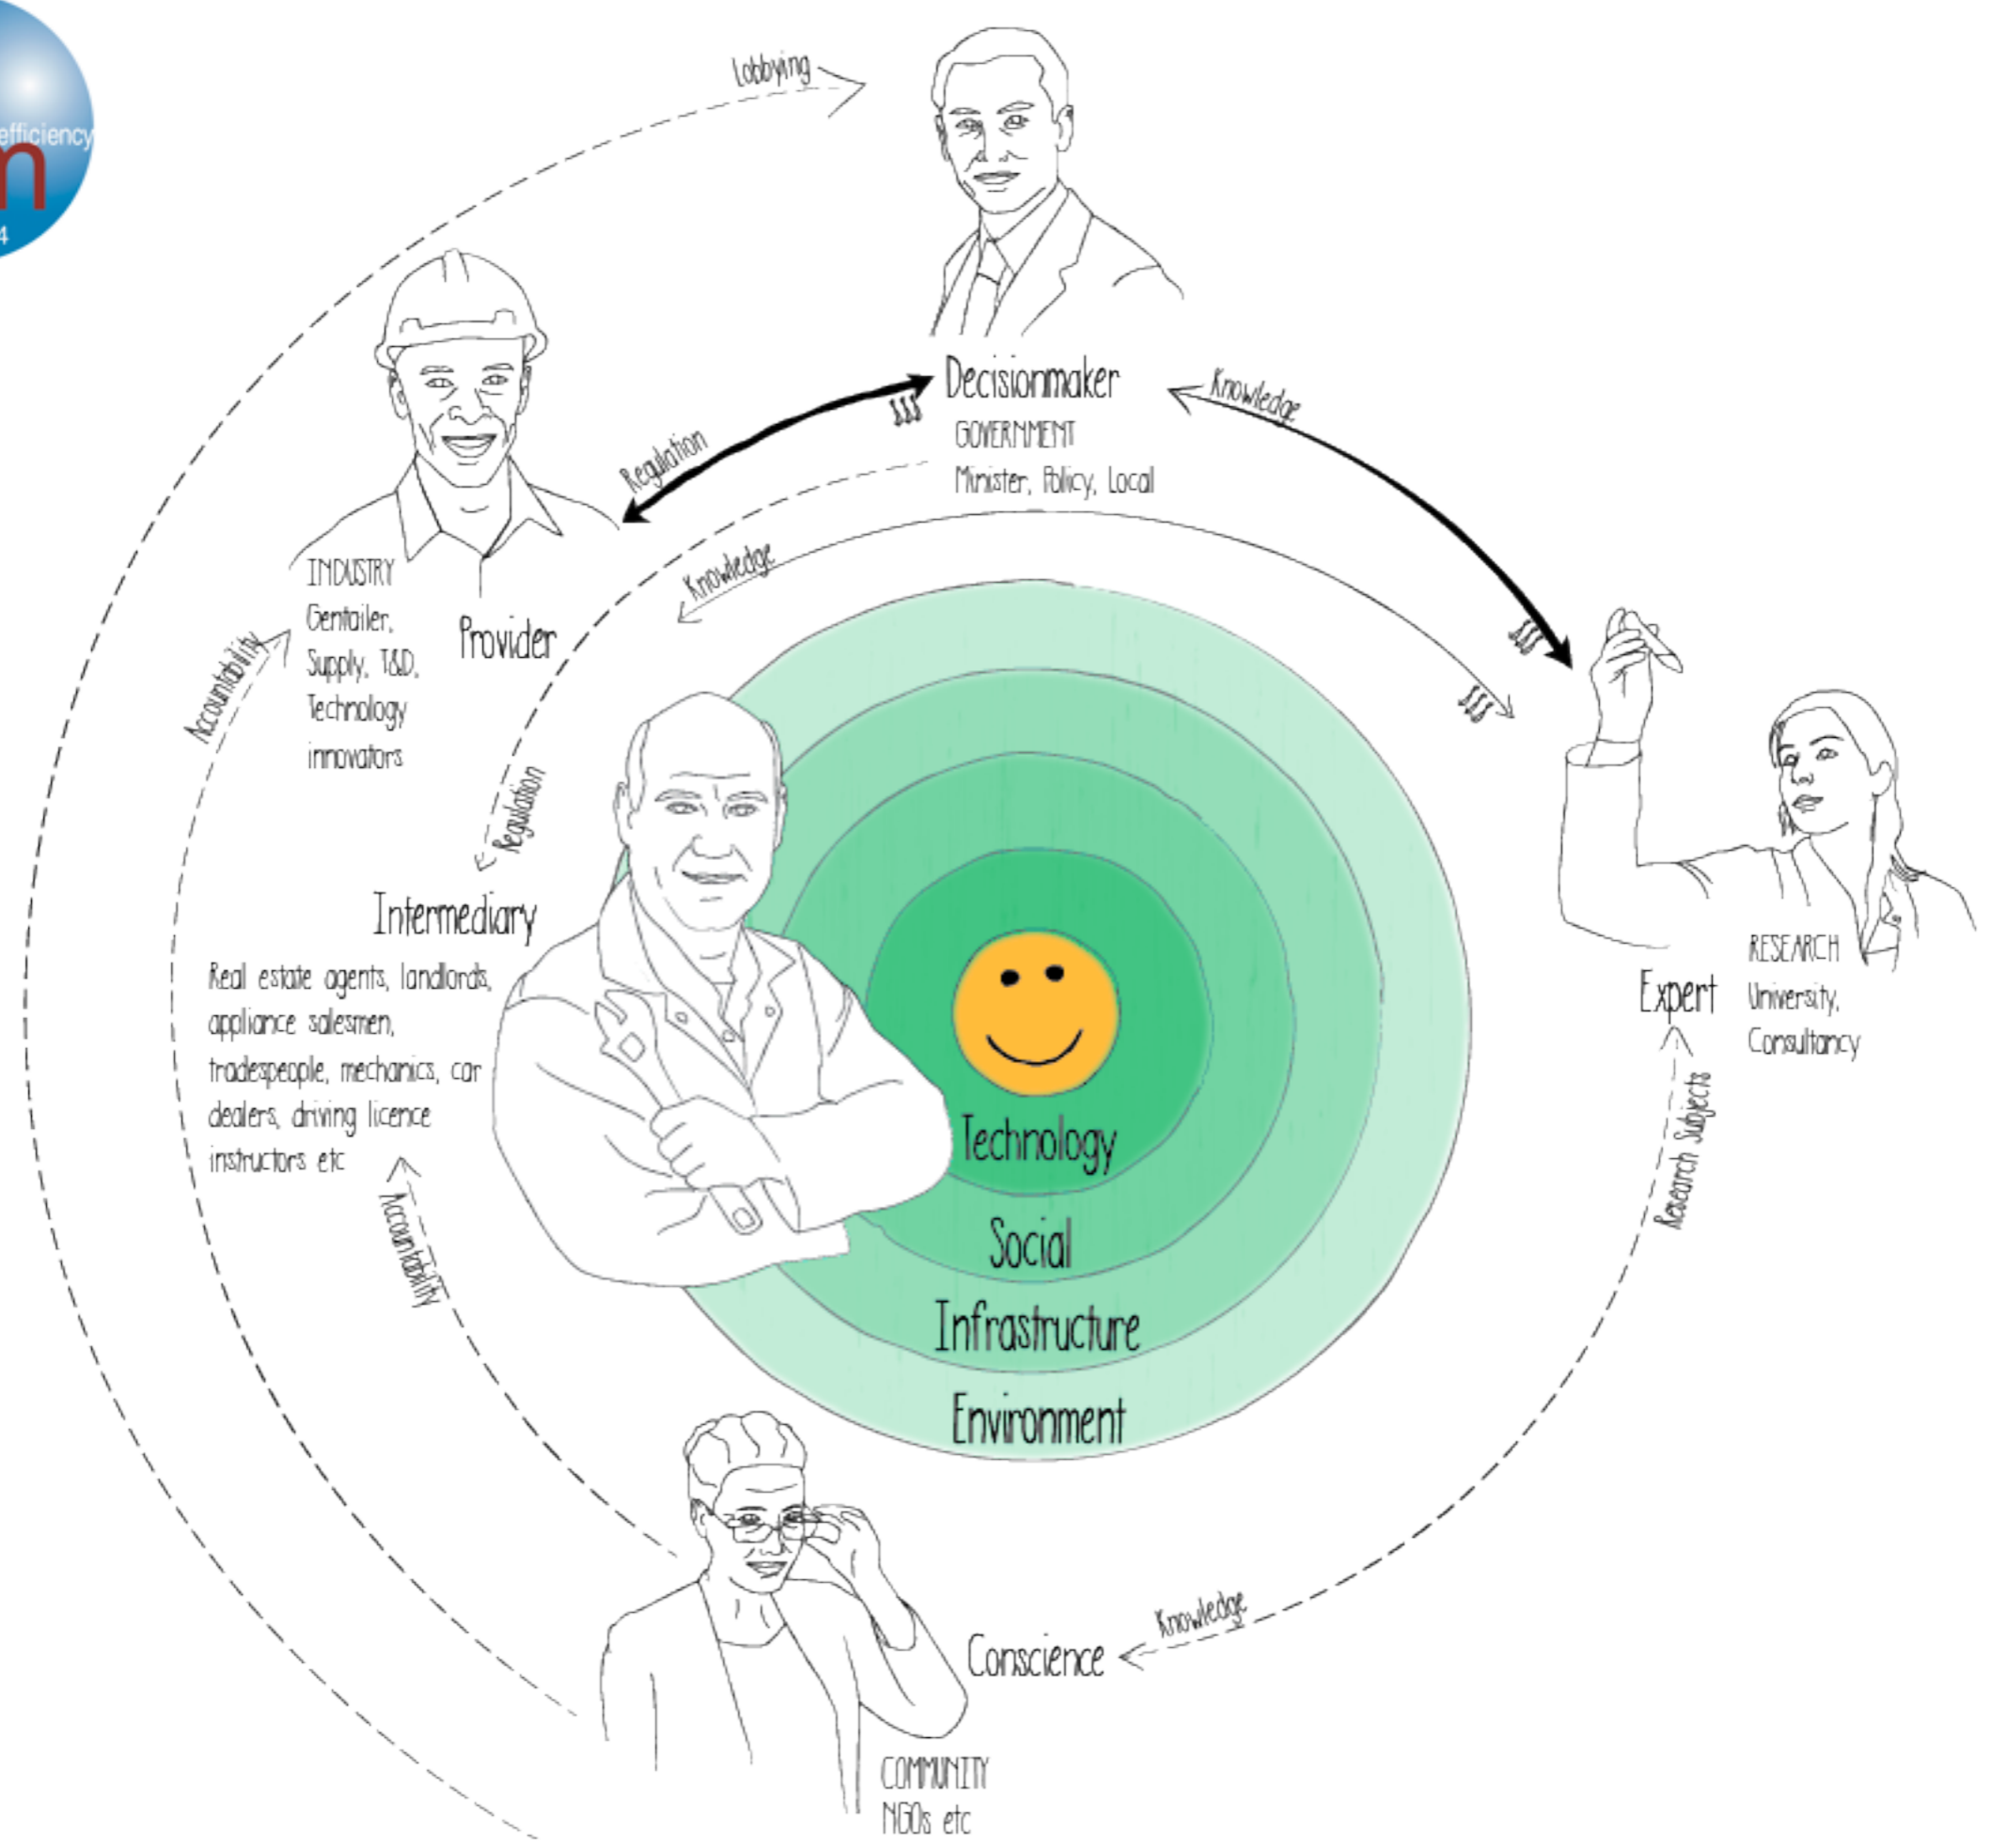 efficiency
4
Lobbying
Decisionmaker
GOVERNMENT
Minister, Policy, Local
Regulation
$$$
Knowledge
$$$
Knowledge
$$$
INDUSTRY
Gentailer,
Supply, T&D,
Technology
innovators
Provider
Accountability
Regulation
Intermediary
Real estate agents, landlords,
appliance salesmen,
tradespeople, mechanics, car
dealers, driving licence
instructors etc
Accountability
Expert
RESEARCH
University,
Consultancy
Research Subjects
Technology
Social
Infrastructure
Environment
Knowledge
Conscience
COMMUNITY
NGOs etc